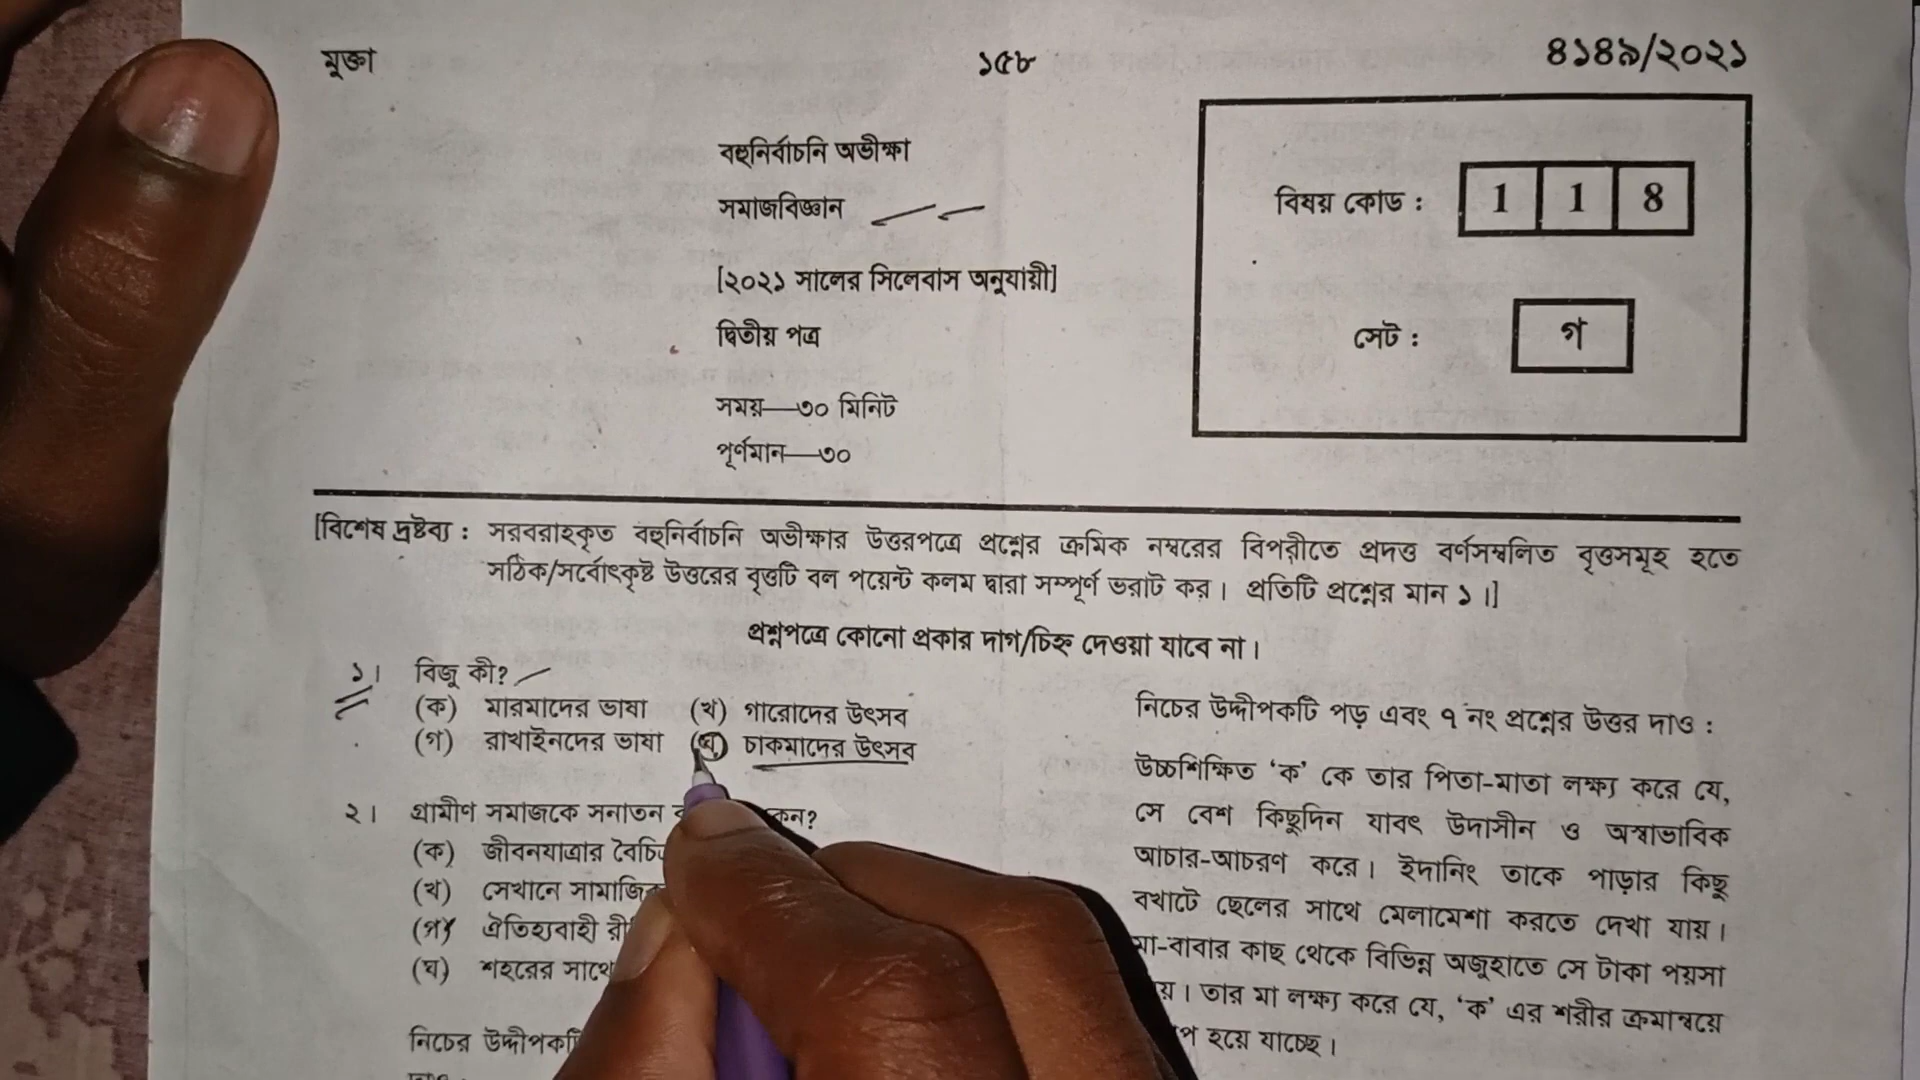 মুক্তা
১৫৮
৪১৪৯/২০২১
বহুনির্বাচনি অভীক্ষা
সমাজবিজ্ঞান
[২০২১ সালের সিলেবাস অনুযায়ী]
দ্বিতীয় পত্র
সময়—৩০ মিনিট
পূর্ণমান—৩০
বিষয় কোড : 1 1 8
সেট : গ
[বিশেষ দ্রষ্টব্য : সরবরাহকৃত বহুনির্বাচনি অভীক্ষার উত্তরপত্রে প্রশ্নের ক্রমিক নম্বরের বিপরীতে প্রদত্ত বর্ণসম্বলিত বৃত্তসমূহ হতে
সঠিক/সর্বোৎকৃষ্ট উত্তরের বৃত্তটি বল পয়েন্ট কলম দ্বারা সম্পূর্ণ ভরাট কর। প্রতিটি প্রশ্নের মান ১।]
প্রশ্নপত্রে কোনো প্রকার দাগ/চিহ্ন দেওয়া যাবে না।
১। বিজু কী?
(ক) মারমাদের ভাষা (খ) গারোদের উৎসব
(গ) রাখাইনদের ভাষা (ঘ) চাকমাদের উৎসব
২। গ্রামীণ সমাজকে সনাতন
(ক) জীবনযাত্রার
(খ) সেখানে
(গ) ঐতিহ্যবাহী
(ঘ) শহরের সাথে
নিচের
নিচের উদ্দীপকটি পড় এবং ৭ নং প্রশ্নের উত্তর দাও :
উচ্চশিক্ষিত ‘ক’ কে তার পিতা-মাতা লক্ষ্য করে যে,
সে বেশ কিছুদিন যাবৎ উদাসীন ও অস্বাভাবিক
আচার-আচরণ করে। ইদানিং তাকে পাড়ার কিছু
বখাটে ছেলের সাথে মেলামেশা করতে দেখা যায়।
মা-বাবার কাছ থেকে বিভিন্ন অজুহাতে সে টাকা পয়সা
তার মা লক্ষ্য করে যে, ‘ক’ এর শরীর ক্রমান্বয়ে
হয়ে যাচ্ছে।